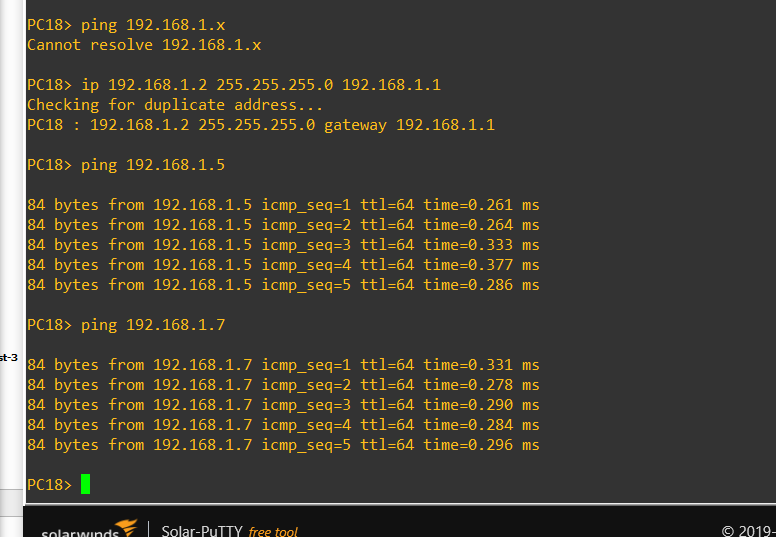 PC18> ping 192.168.1.x
Cannot resolve 192.168.1.x
PC18> ip 192.168.1.2 255.255.255.0 192.168.1.1
Checking for duplicate address...
PC18 : 192.168.1.2 255.255.255.0 gateway 192.168.1.1
PC18> ping 192.168.1.5
84 bytes from 192.168.1.5 icmp_seq=1 ttl=64 time=0.261 ms
84 bytes from 192.168.1.5 icmp_seq=2 ttl=64 time=0.264 ms
84 bytes from 192.168.1.5 icmp_seq=3 ttl=64 time=0.333 ms
84 bytes from 192.168.1.5 icmp_seq=4 ttl=64 time=0.377 ms
84 bytes from 192.168.1.5 icmp_seq=5 ttl=64 time=0.286 ms
PC18> ping 192.168.1.7
st-3
84 bytes from 192.168.1.7 icmp_seq=1 ttl=64 time=0.331 ms
84 bytes from 192.168.1.7 icmp_seq=2 ttl=64 time=0.278 ms
84 bytes from 192.168.1.7 icmp_seq=3 ttl=64 time=0.290 ms
84 bytes from 192.168.1.7 icmp_seq=4 ttl=64 time=0.284 ms
84 bytes from 192.168.1.7 icmp_seq=5 ttl=64 time=0.296 ms
PC18>
solarwinds | Solar-PuTTY free tool © 2019-